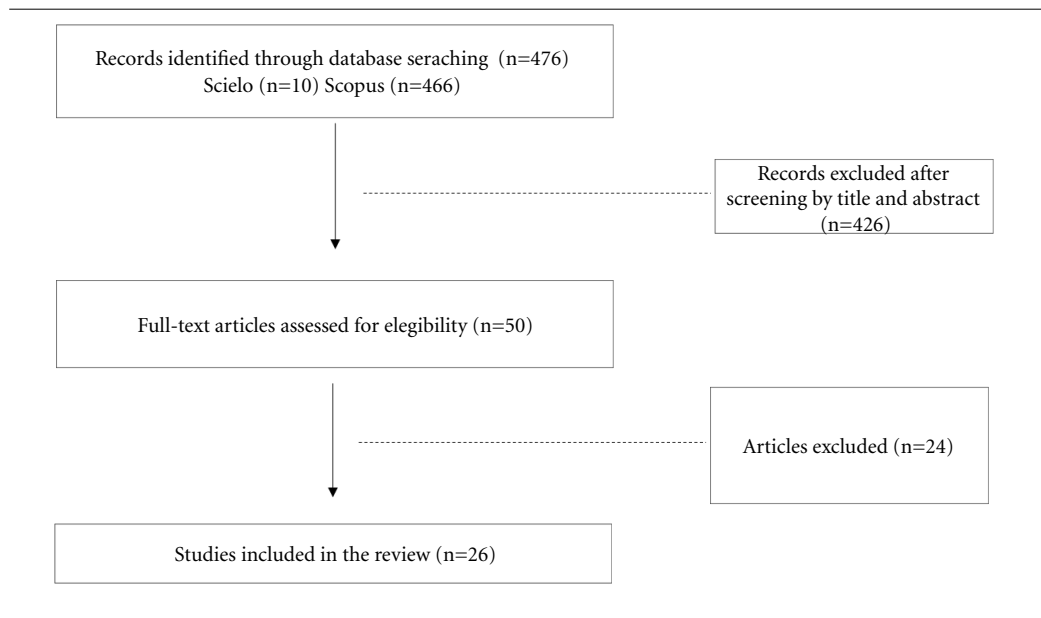 Records identified through database seraching (n=476)
Scielo (n=10) Scopus (n=466)
Records excluded after
screening by title and abstract
(n=426)
Full-text articles assessed for elegibility (n=50)
Articles excluded (n=24)
Studies included in the review (n=26)